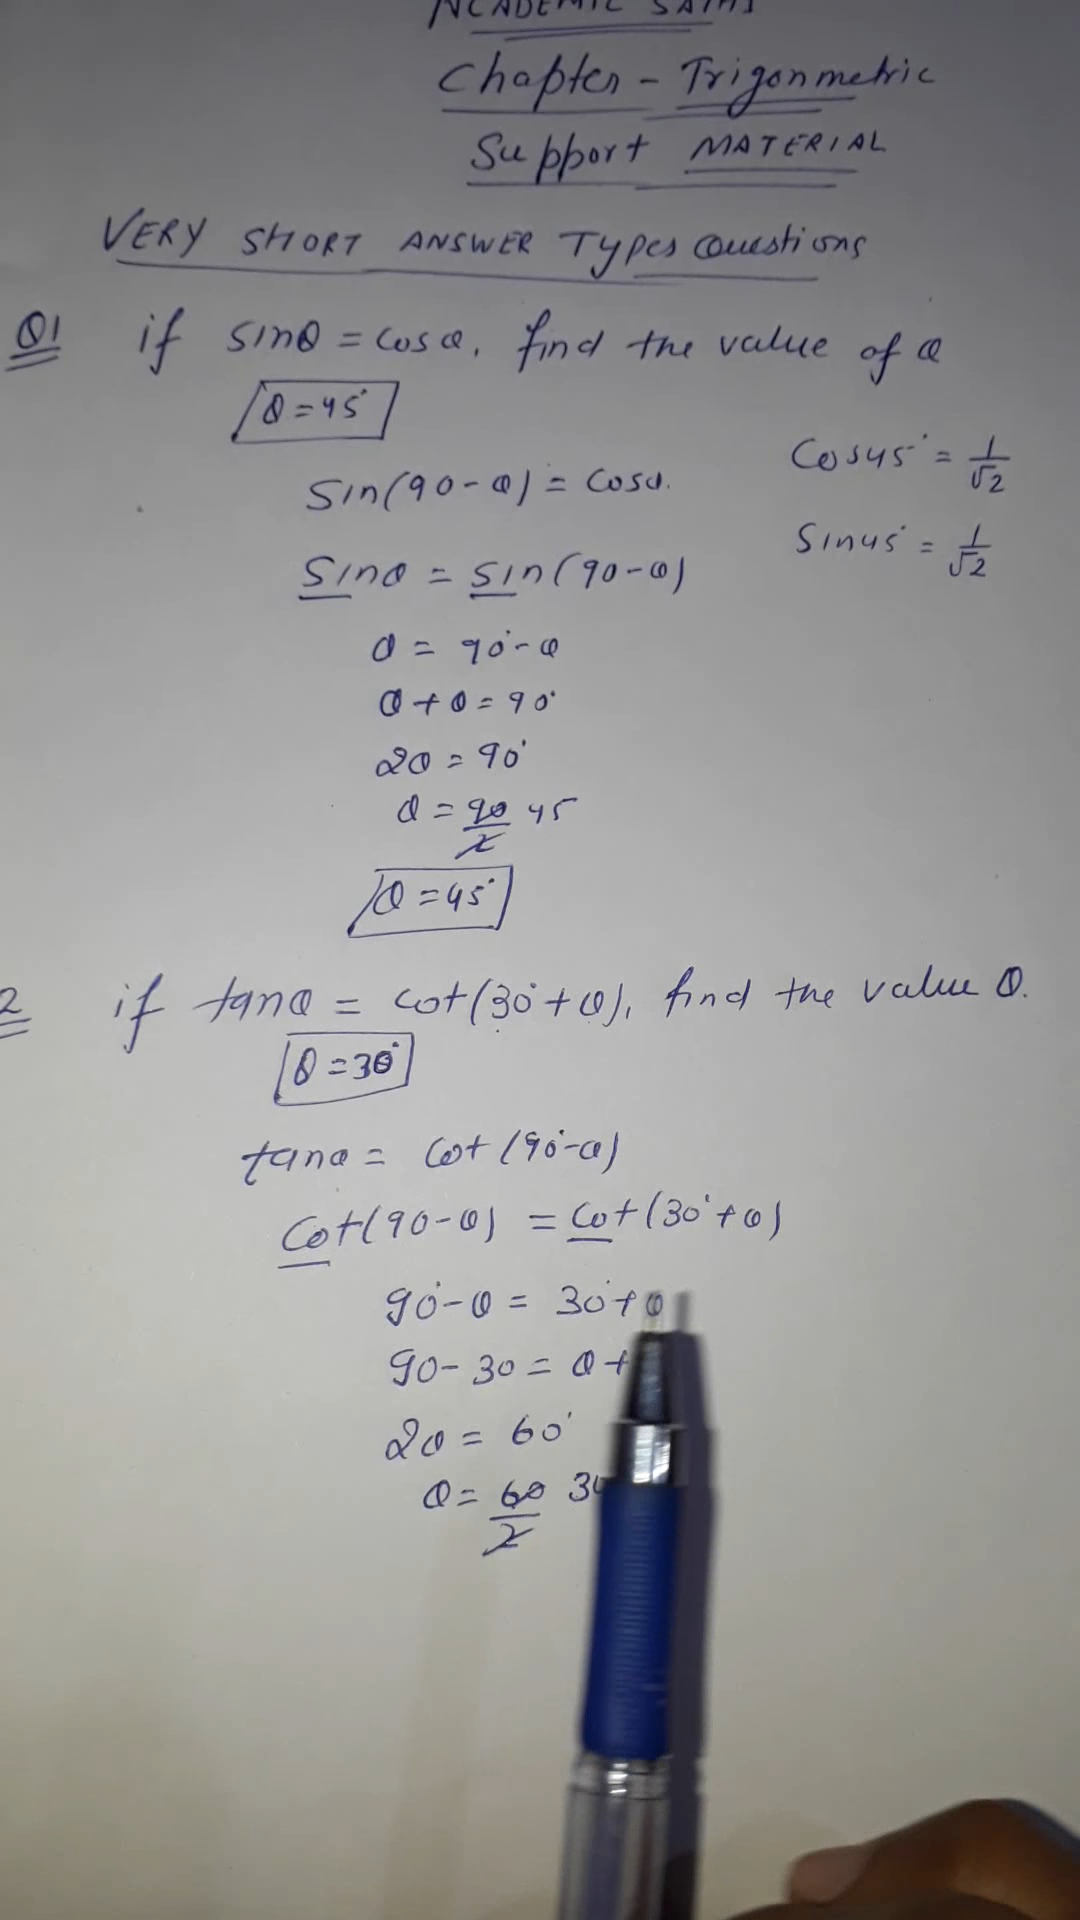 ACADEMIC
Chapter - Trigonmetric
Support MATERIAL
VERY SHORT ANSWER Types Questions
Q1 if sinθ = cosθ, find the value of θ
θ = 45°
Cos45° = 1/√2
Sin(90-θ) = Cosθ.
Sin45° = 1/√2
Sinθ = Sin(90-θ)
θ = 90°-θ
θ+θ = 90°
2θ = 90°
θ = 90/2 45
θ = 45°
2 if tanθ = cot(30°+θ), find the value θ.
θ = 30°
tanθ = Cot(90°-θ)
Cot(90-θ) = Cot(30°+θ)
90°-θ = 30°+θ
90-30 = θ+
2θ = 60°
θ = 60/2 30